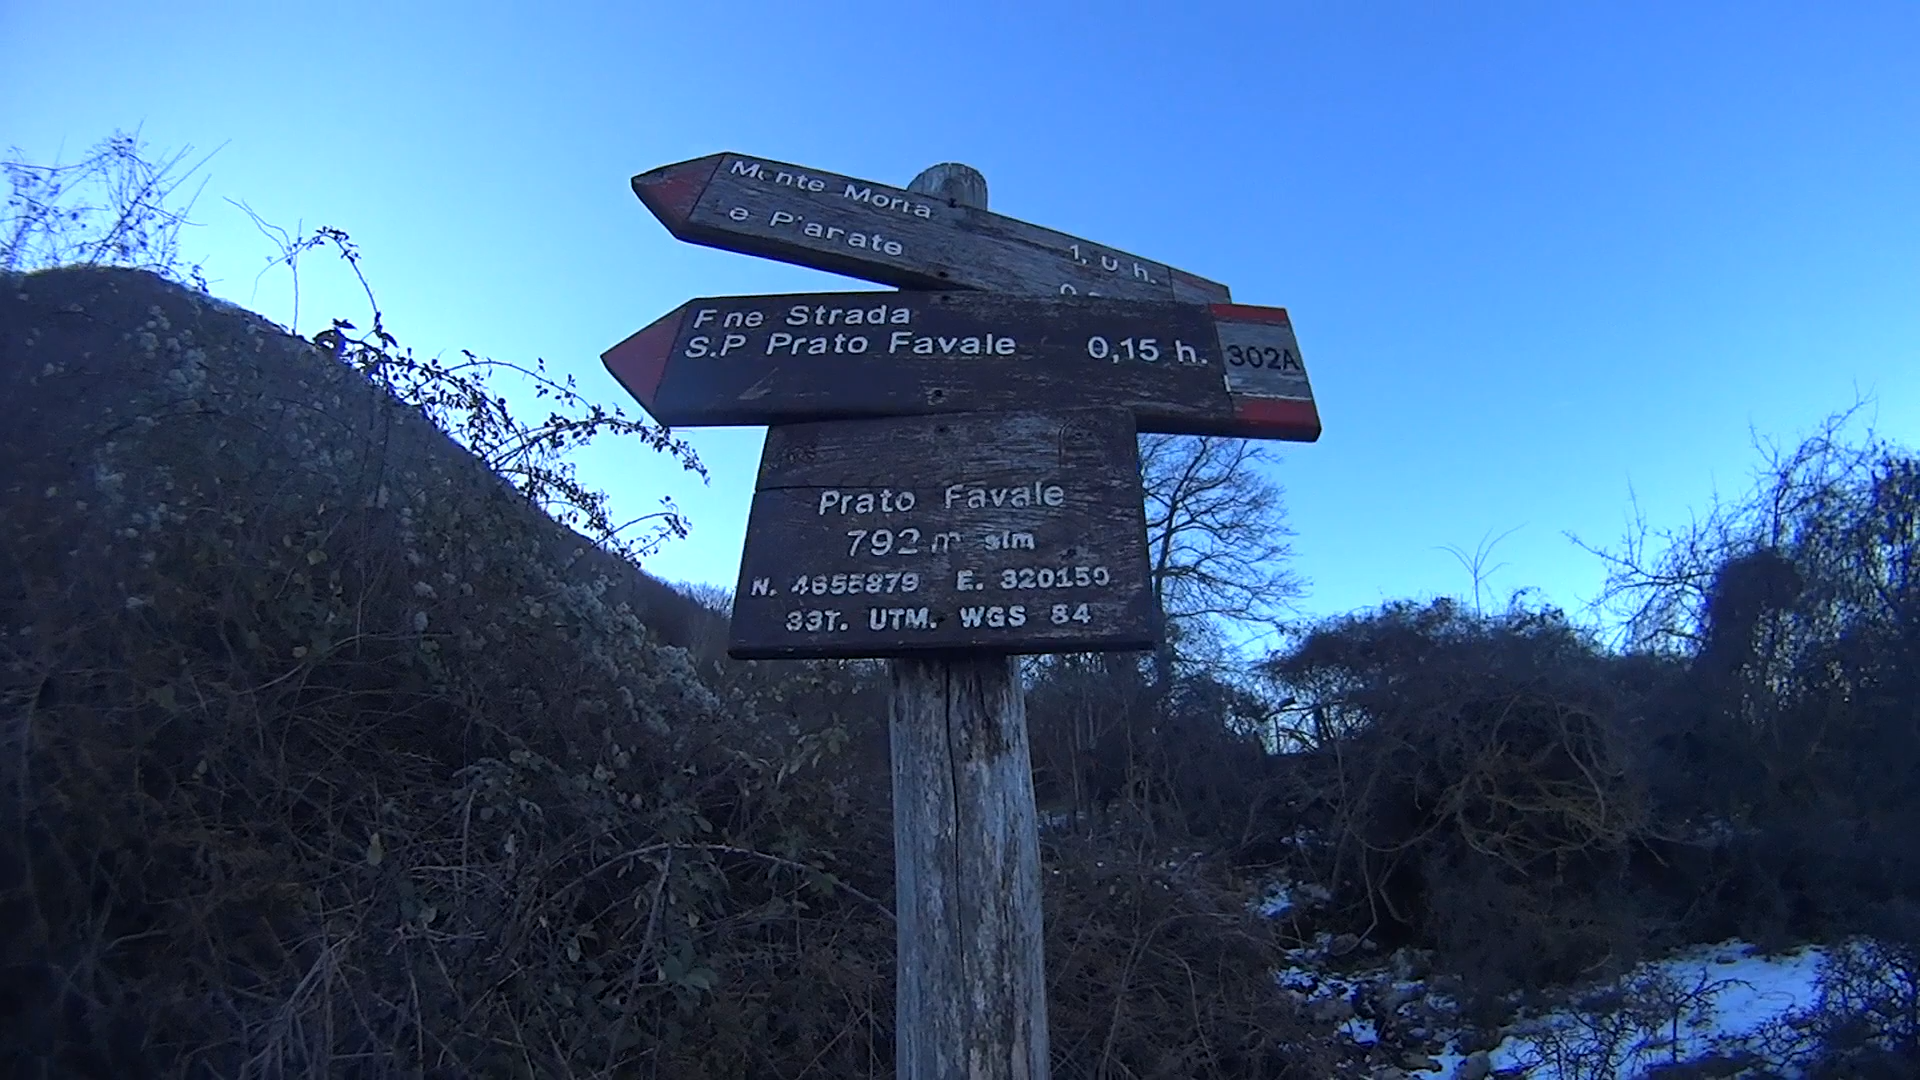 Monte Morra
e Piarate 1, 0 h.
Fine Strada
S.P Prato Favale 0,15 h. 302A
Prato Favale
792 m slm
N. 4655879 E. 320150
33T. UTM. WGS 84